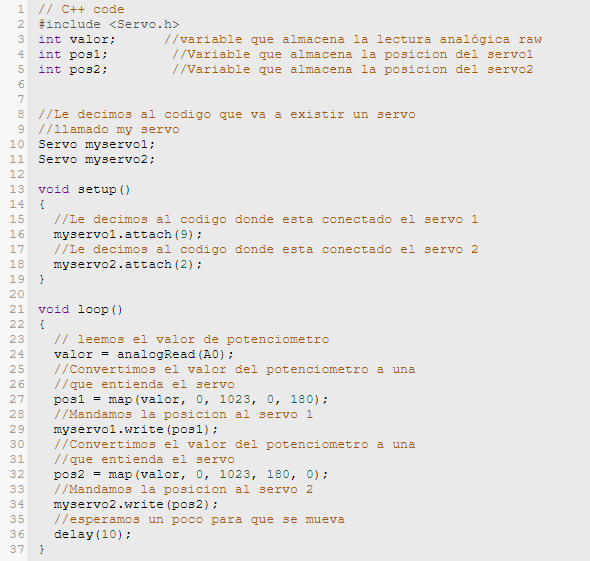 1 // C++ code
2 #include <Servo.h>
3 int valor; //variable que almacena la lectura analógica raw
4 int pos1; //Variable que almacena la posicion del servo1
5 int pos2; //Variable que almacena la posicion del servo2
6
7
8 //Le decimos al codigo que va a existir un servo
9 //llamado my servo
10 Servo myservo1;
11 Servo myservo2;
12
13 void setup()
14 {
15 //Le decimos al codigo donde esta conectado el servo 1
16 myservo1.attach(9);
17 //Le decimos al codigo donde esta conectado el servo 2
18 myservo2.attach(2);
19 }
20
21 void loop()
22 {
23 // leemos el valor de potenciometro
24 valor = analogRead(A0);
25 //Convertimos el valor del potenciometro a una
26 //que entienda el servo
27 pos1 = map(valor, 0, 1023, 0, 180);
28 //Mandamos la posicion al servo 1
29 myservo1.write(pos1);
30 //Convertimos el valor del potenciometro a una
31 //que entienda el servo
32 pos2 = map(valor, 0, 1023, 180, 0);
33 //Mandamos la posicion al servo 2
34 myservo2.write(pos2);
35 //esperamos un poco para que se mueva
36 delay(10);
37 }